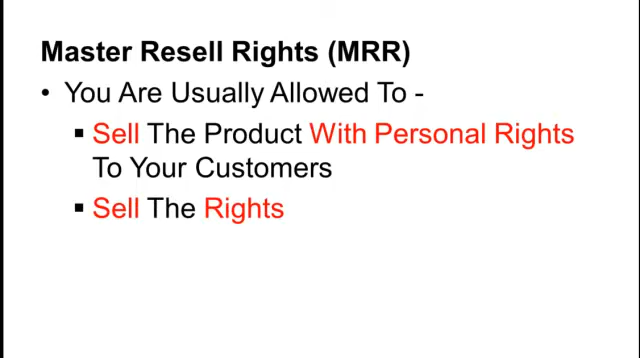 Master Resell Rights (MRR)
• You Are Usually Allowed To -
▪ Sell The Product With Personal Rights
To Your Customers
▪ Sell The Rights